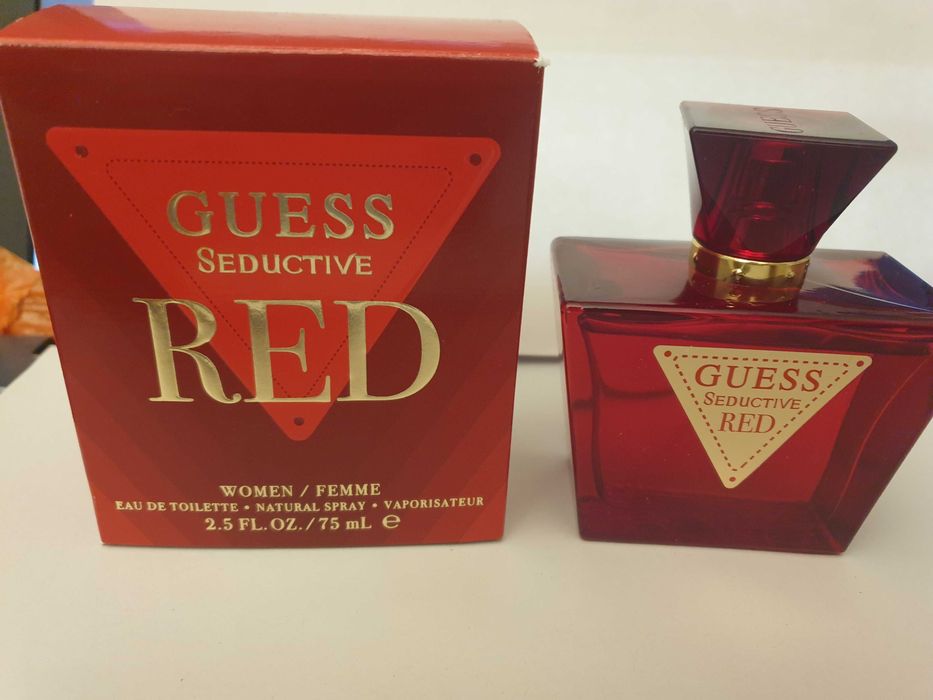 GUESS
SEDUCTIVE
RED
WOMEN / FEMME
EAU DE TOILETTE • NATURAL SPRAY • VAPORISATEUR
2.5 FL.OZ./75 mL ℮
GUESS
GUESS
SEDUCTIVE
RED